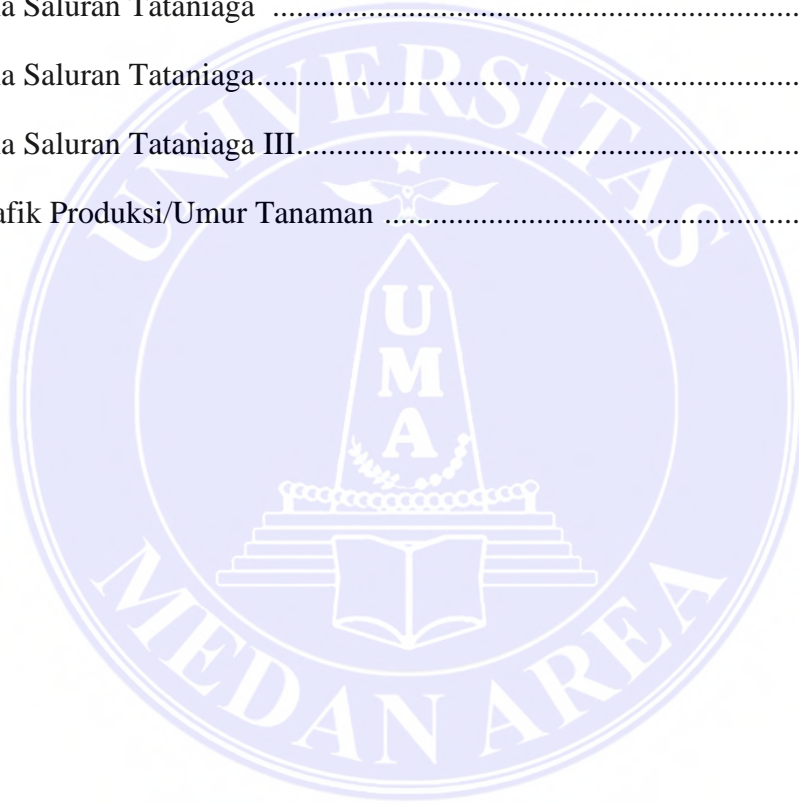 a Saluran Tataniaga ........................................................................
a Saluran Tataniaga..........................................................................
a Saluran Tataniaga III.....................................................................
afik Produksi/Umur Tanaman ........................................................
UNIVERSITAS
UMA
MEDAN AREA